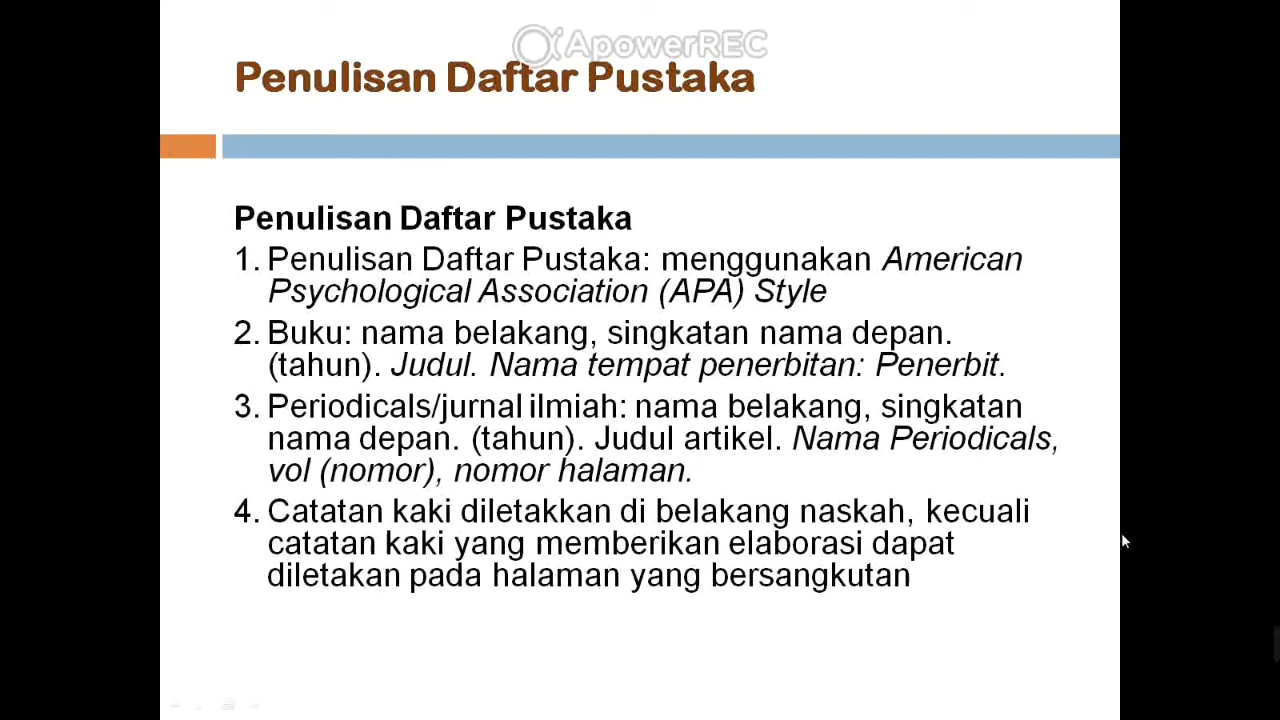 ApowerREC
Penulisan Daftar Pustaka
Penulisan Daftar Pustaka
1. Penulisan Daftar Pustaka: menggunakan American
Psychological Association (APA) Style
2. Buku: nama belakang, singkatan nama depan.
(tahun). Judul. Nama tempat penerbitan: Penerbit.
3. Periodicals/jurnal ilmiah: nama belakang, singkatan
nama depan. (tahun). Judul artikel. Nama Periodicals,
vol (nomor), nomor halaman.
4. Catatan kaki diletakkan di belakang naskah, kecuali
catatan kaki yang memberikan elaborasi dapat
diletakan pada halaman yang bersangkutan